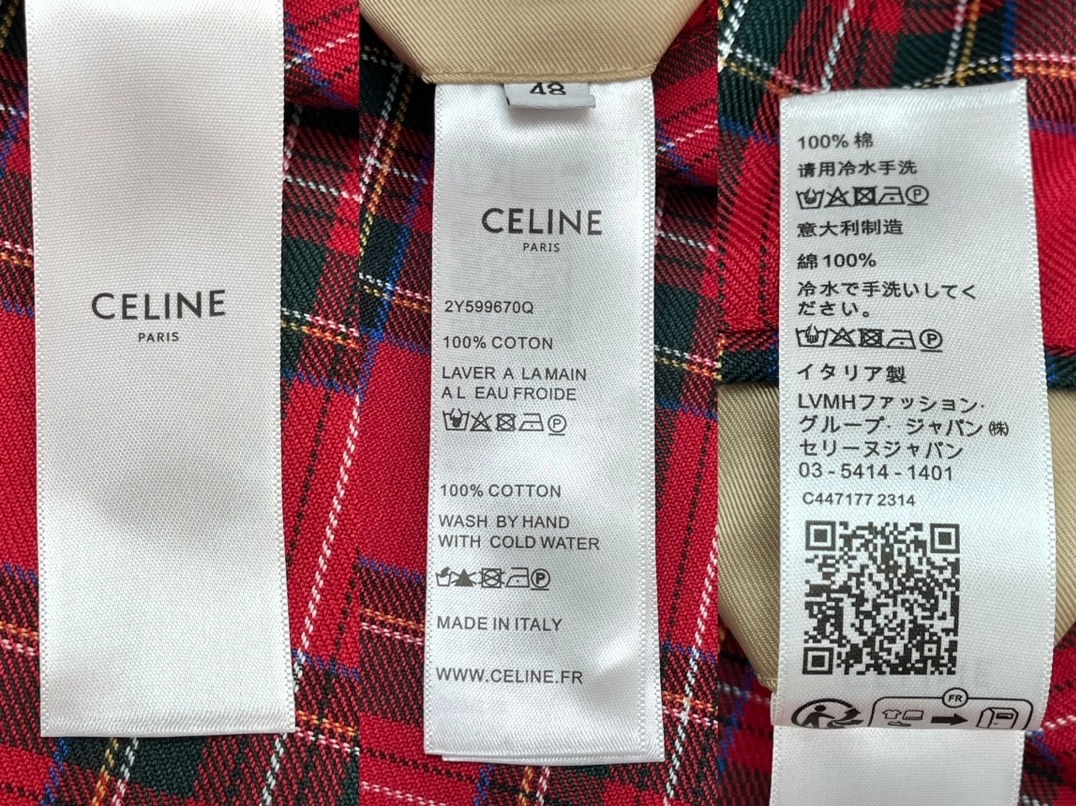 CELINE
PARIS
48
CELINE
PARIS
2Y599670Q
100% COTON
LAVER A LA MAIN
A L EAU FROIDE
P
100% COTTON
WASH BY HAND
WITH COLD WATER
P
MADE IN ITALY
WWW.CELINE.FR
100% 棉
请用冷水手洗
P
意大利制造
綿100%
冷水で手洗いしてく
ださい。
P
イタリア製
LVMHファッション·
グループ· ジャパン㈱
セリーヌジャパン
03 - 5414 - 1401
C447177 2314
FR